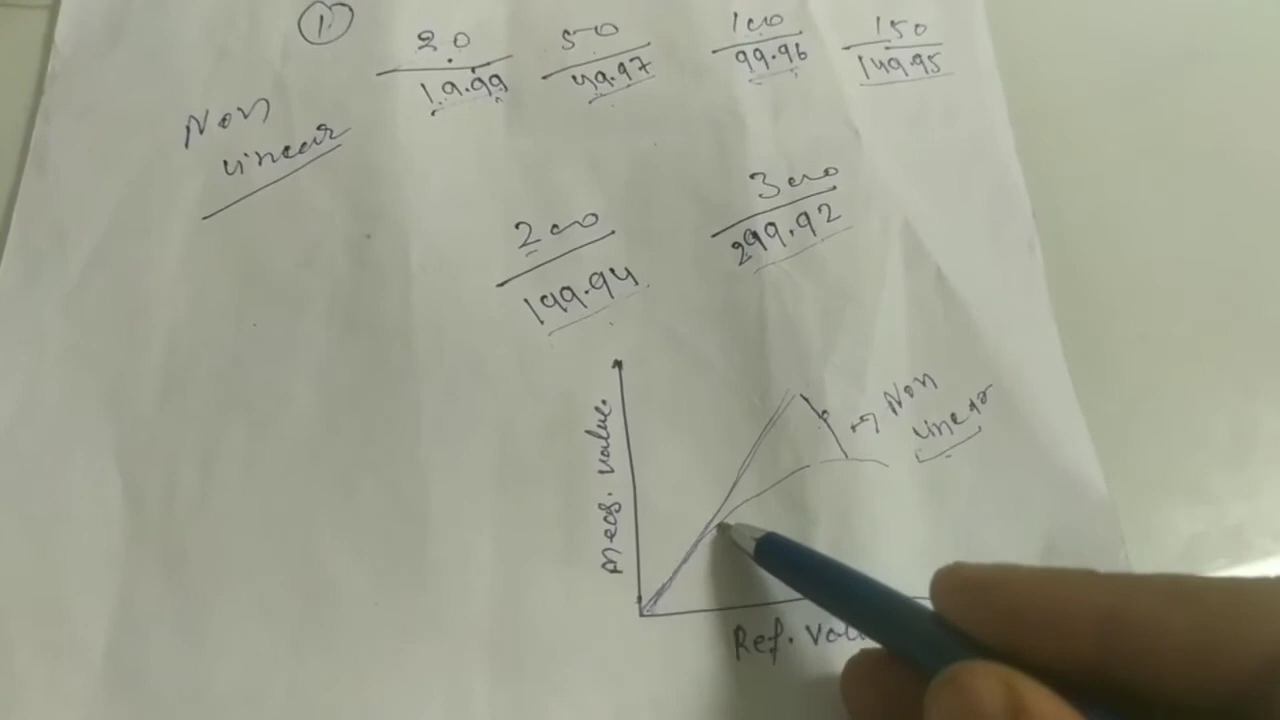 1.
20 50 100 150
19.99 49.97 99.96 149.95
Non
linear
200 300
199.94 299.92
Meas. value.
Non
linear
Ref. Valu